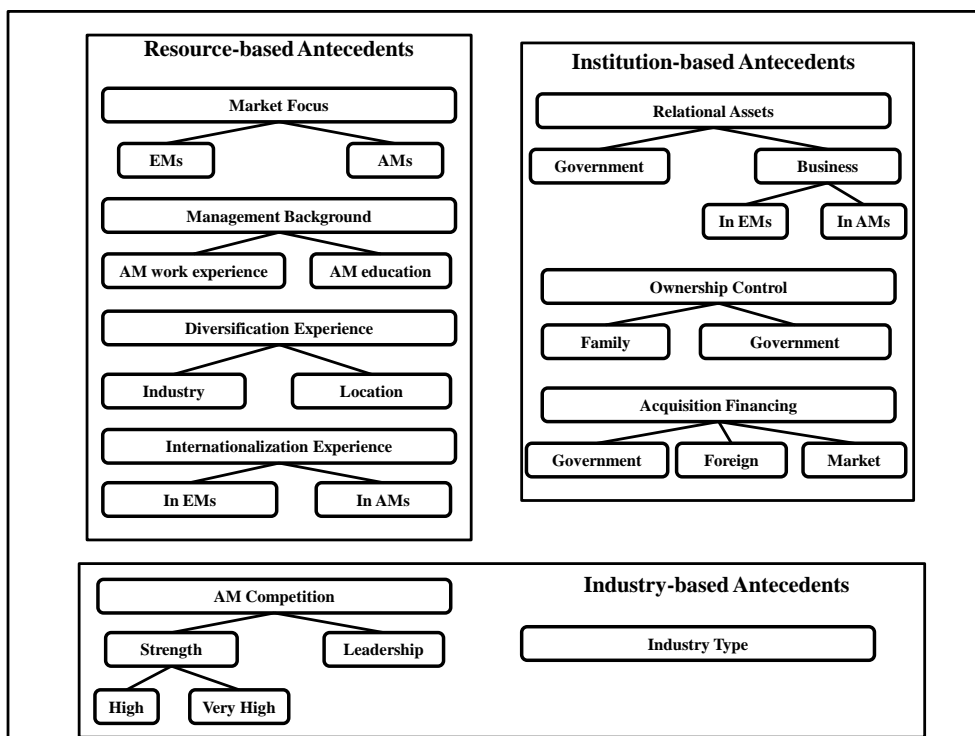 Resource-based Antecedents
Market Focus
EMs
AMs
Management Background
AM work experience
AM education
Diversification Experience
Industry
Location
Internationalization Experience
In EMs
In AMs
Institution-based Antecedents
Relational Assets
Government
Business
In EMs
In AMs
Ownership Control
Family
Government
Acquisition Financing
Government
Foreign
Market
AM Competition
Strength
Leadership
High
Very High
Industry-based Antecedents
Industry Type